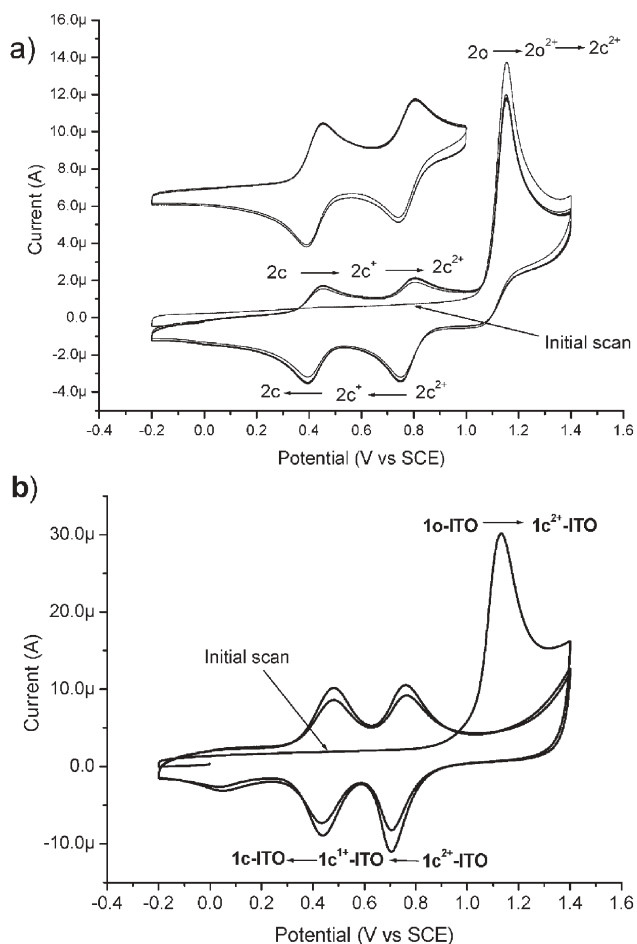 a)
16.0µ
14.0µ
12.0µ
10.0µ
8.0µ
6.0µ
4.0µ
2.0µ
0.0
-2.0µ
-4.0µ
Current (A)
2o → 2o²⁺ → 2c²⁺
2c → 2c⁺ → 2c²⁺
Initial scan
2c ← 2c⁺ ← 2c²⁺
-0.4 -0.2 0.0 0.2 0.4 0.6 0.8 1.0 1.2 1.4 1.6
Potential (V vs SCE)
b)
30.0µ
20.0µ
10.0µ
0.0
-10.0µ
Current (A)
1o-ITO → 1c²⁺-ITO
Initial scan
1c-ITO ← 1c¹⁺-ITO ← 1c²⁺-ITO
-0.4 -0.2 0.0 0.2 0.4 0.6 0.8 1.0 1.2 1.4 1.6
Potential (V vs SCE)